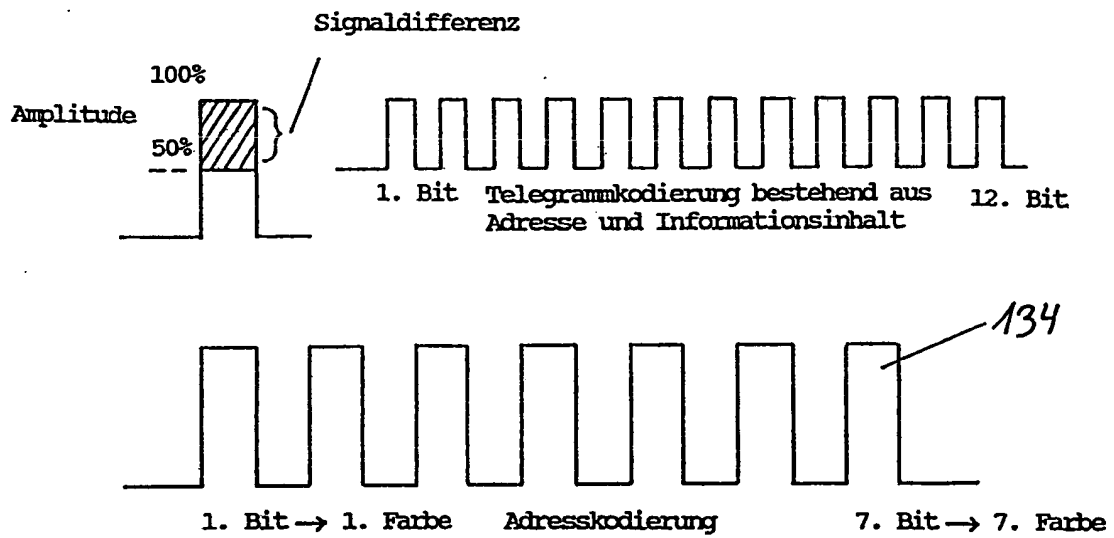 Signaldifferenz
100%
Amplitude
50%
1. Bit Telegrammkodierung bestehend aus 12. Bit
Adresse und Informationsinhalt
134
1. Bit → 1. Farbe Adresskodierung 7. Bit → 7. Farbe